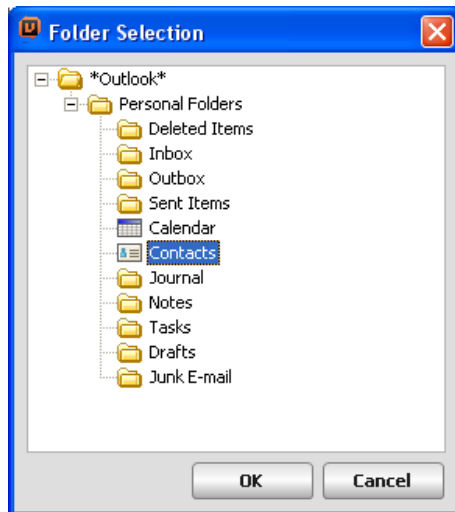 Folder Selection
*Outlook*
Personal Folders
Deleted Items
Inbox
Outbox
Sent Items
Calendar
Contacts
Journal
Notes
Tasks
Drafts
Junk E-mail
OK Cancel